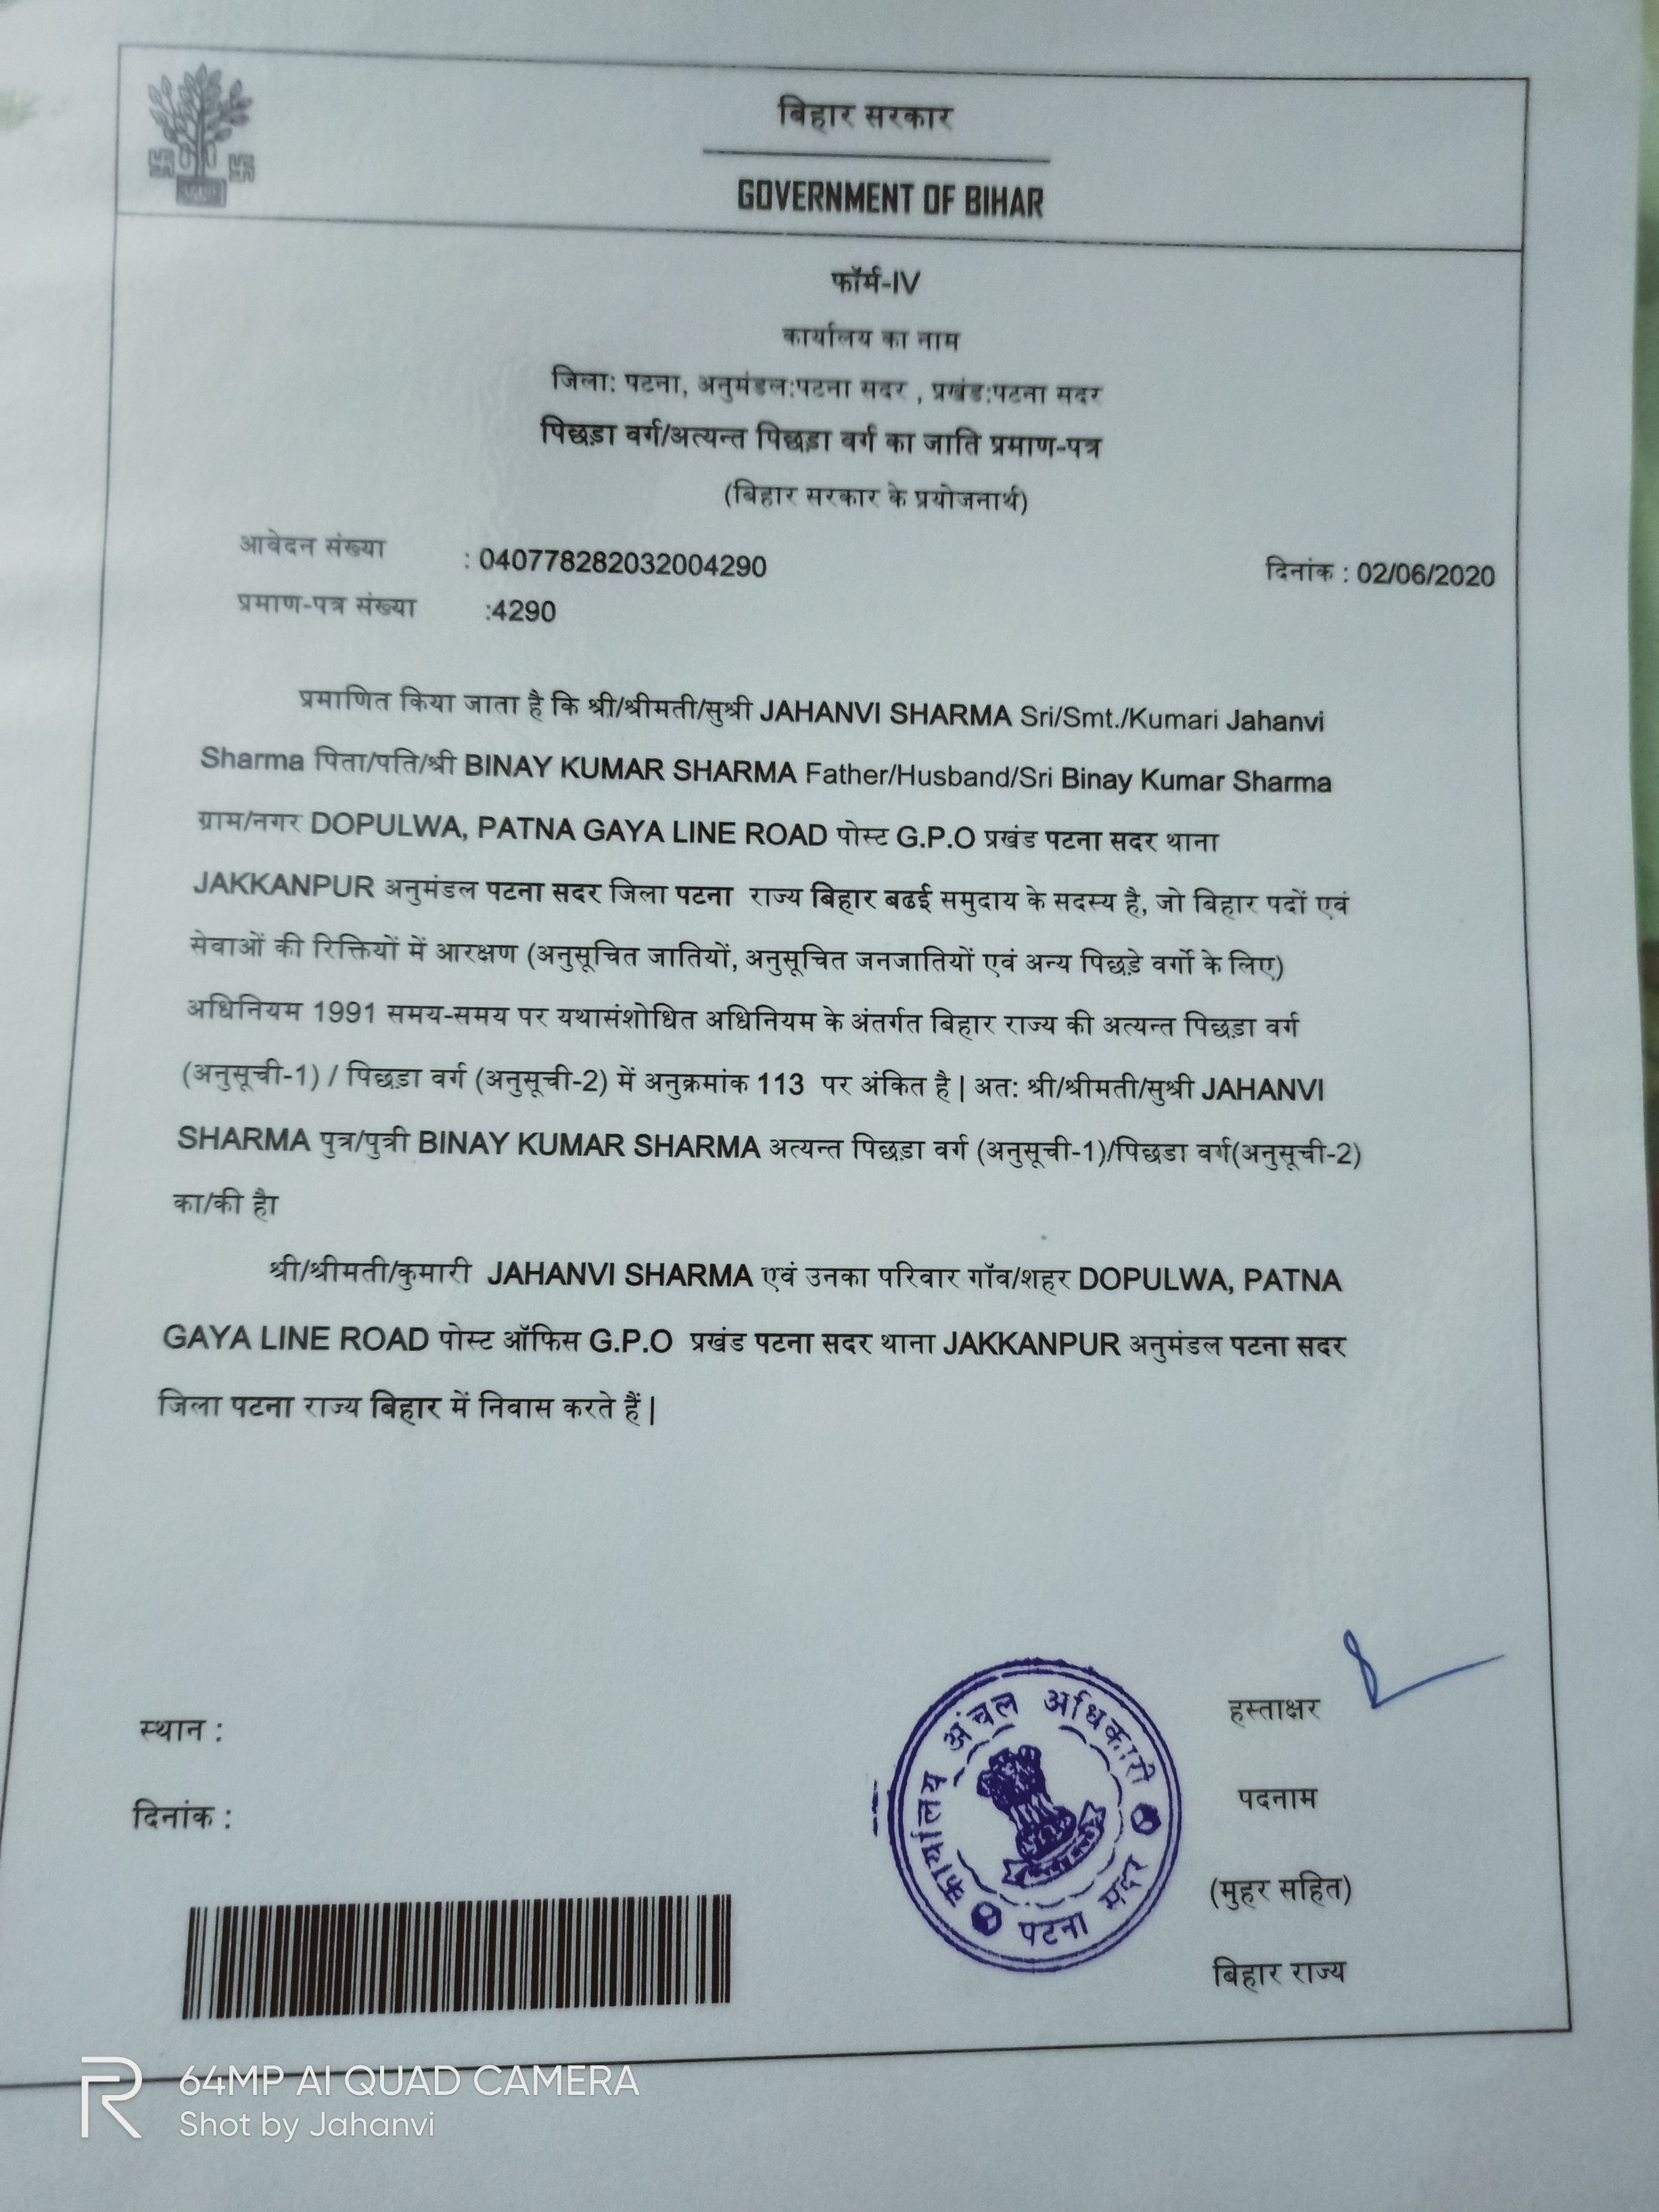 बिहार सरकार
GOVERNMENT OF BIHAR
फॉर्म-IV
कार्यालय का नाम
जिला: पटना, अनुमंडल:पटना सदर , प्रखंड:पटना सदर
पिछड़ा वर्ग/अत्यन्त पिछड़ा वर्ग का जाति प्रमाण-पत्र
(बिहार सरकार के प्रयोजनार्थ)
आवेदन संख्या : 040778282032004290 दिनांक : 02/06/2020
प्रमाण-पत्र संख्या :4290
प्रमाणित किया जाता है कि श्री/श्रीमती/सुश्री JAHANVI SHARMA Sri/Smt./Kumari Jahanvi
Sharma पिता/पति/श्री BINAY KUMAR SHARMA Father/Husband/Sri Binay Kumar Sharma
ग्राम/नगर DOPULWA, PATNA GAYA LINE ROAD पोस्ट G.P.O प्रखंड पटना सदर थाना
JAKKANPUR अनुमंडल पटना सदर जिला पटना राज्य बिहार बढई समुदाय के सदस्य है, जो बिहार पदों एवं
सेवाओं की रिक्तियों में आरक्षण (अनुसूचित जातियों, अनुसूचित जनजातियों एवं अन्य पिछड़े वर्गो के लिए)
अधिनियम 1991 समय-समय पर यथासंशोधित अधिनियम के अंतर्गत बिहार राज्य की अत्यन्त पिछड़ा वर्ग
(अनुसूची-1) / पिछड़ा वर्ग (अनुसूची-2) में अनुक्रमांक 113 पर अंकित है | अत: श्री/श्रीमती/सुश्री JAHANVI
SHARMA पुत्र/पुत्री BINAY KUMAR SHARMA अत्यन्त पिछड़ा वर्ग (अनुसूची-1)/पिछडा वर्ग(अनुसूची-2)
का/की हैा
श्री/श्रीमती/कुमारी JAHANVI SHARMA एवं उनका परिवार गॉव/शहर DOPULWA, PATNA
GAYA LINE ROAD पोस्ट ऑफिस G.P.O प्रखंड पटना सदर थाना JAKKANPUR अनुमंडल पटना सदर
जिला पटना राज्य बिहार में निवास करते हैं |
स्थान :
दिनांक :
कार्यालय अंचल अधिकारी
पटना सदर
हस्ताक्षर
पदनाम
(मुहर सहित)
बिहार राज्य
64MP AI QUAD CAMERA
Shot by Jahanvi